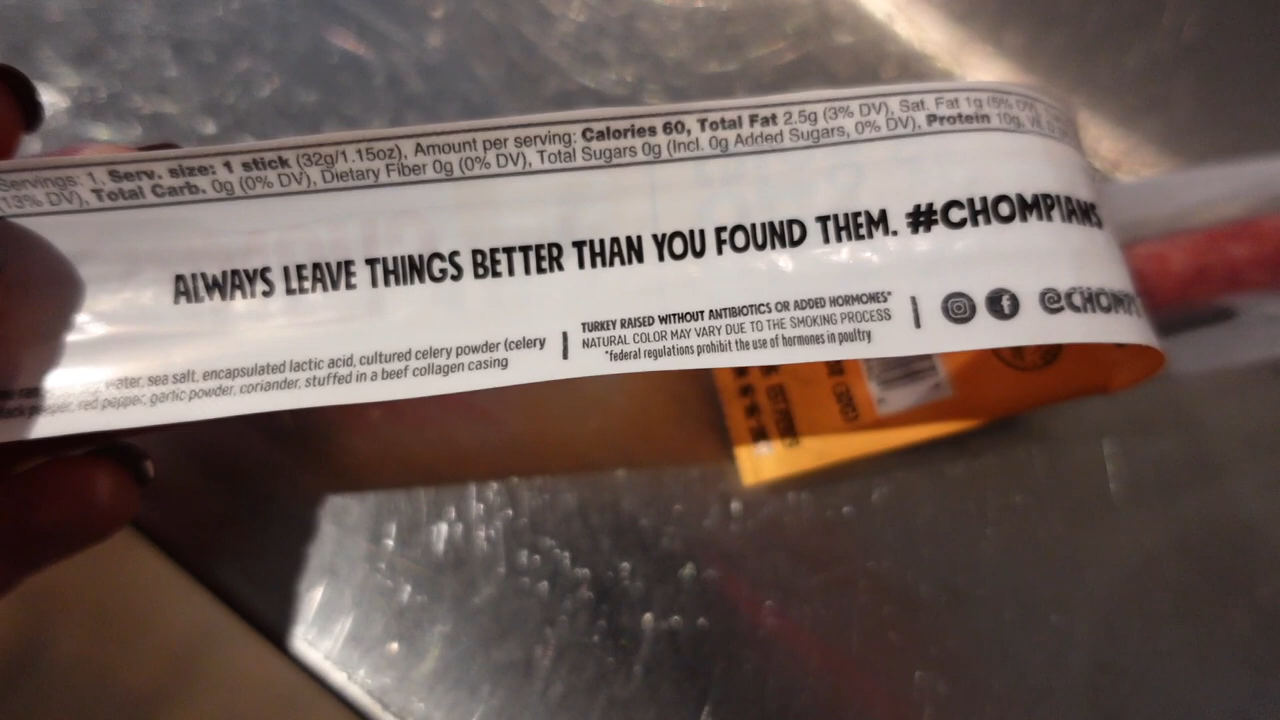 Servings: 1, Serv. size: 1 stick (32g/1.15oz), Amount per serving: Calories 60, Total Fat 2.5g (3% DV), Sat. Fat 1g (5% DV),
13% DV), Total Carb. 0g (0% DV), Dietary Fiber 0g (0% DV), Total Sugars 0g (Incl. 0g Added Sugars, 0% DV), Protein 10g,
ALWAYS LEAVE THINGS BETTER THAN YOU FOUND THEM. #CHOMPIANS
water, sea salt, encapsulated lactic acid, cultured celery powder (celery
pepper, red pepper, garlic powder, coriander, stuffed in a beef collagen casing
| TURKEY RAISED WITHOUT ANTIBIOTICS OR ADDED HORMONES*
NATURAL COLOR MAY VARY DUE TO THE SMOKING PROCESS
*federal regulations prohibit the use of hormones in poultry
| @CHOMPS